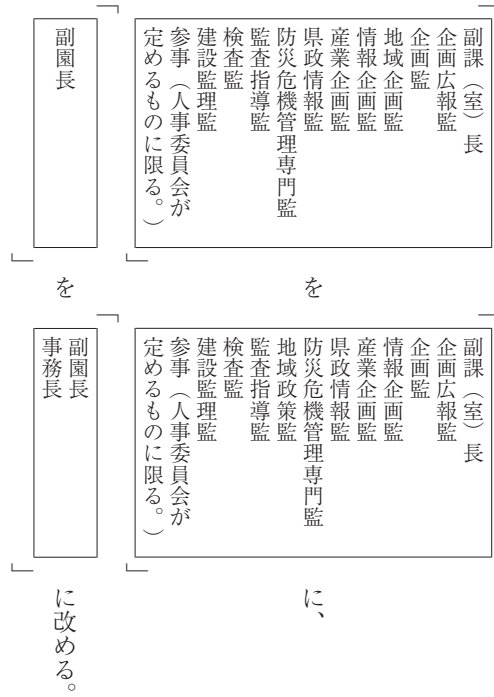 副課（室）長
企画広報監
企画監
地域企画監
情報企画監
産業企画監
県政情報監
防災危機管理専門監
監査指導監
検査監
建設監理監
参事（人事委員会が
定めるものに限る。）
を
副課（室）長
企画広報監
企画監
情報企画監
産業企画監
県政情報監
防災危機管理専門監
地域政策監
監査指導監
検査監
建設監理監
参事（人事委員会が
定めるものに限る。）
に、
副園長
を
副園長
事務長
に改める。